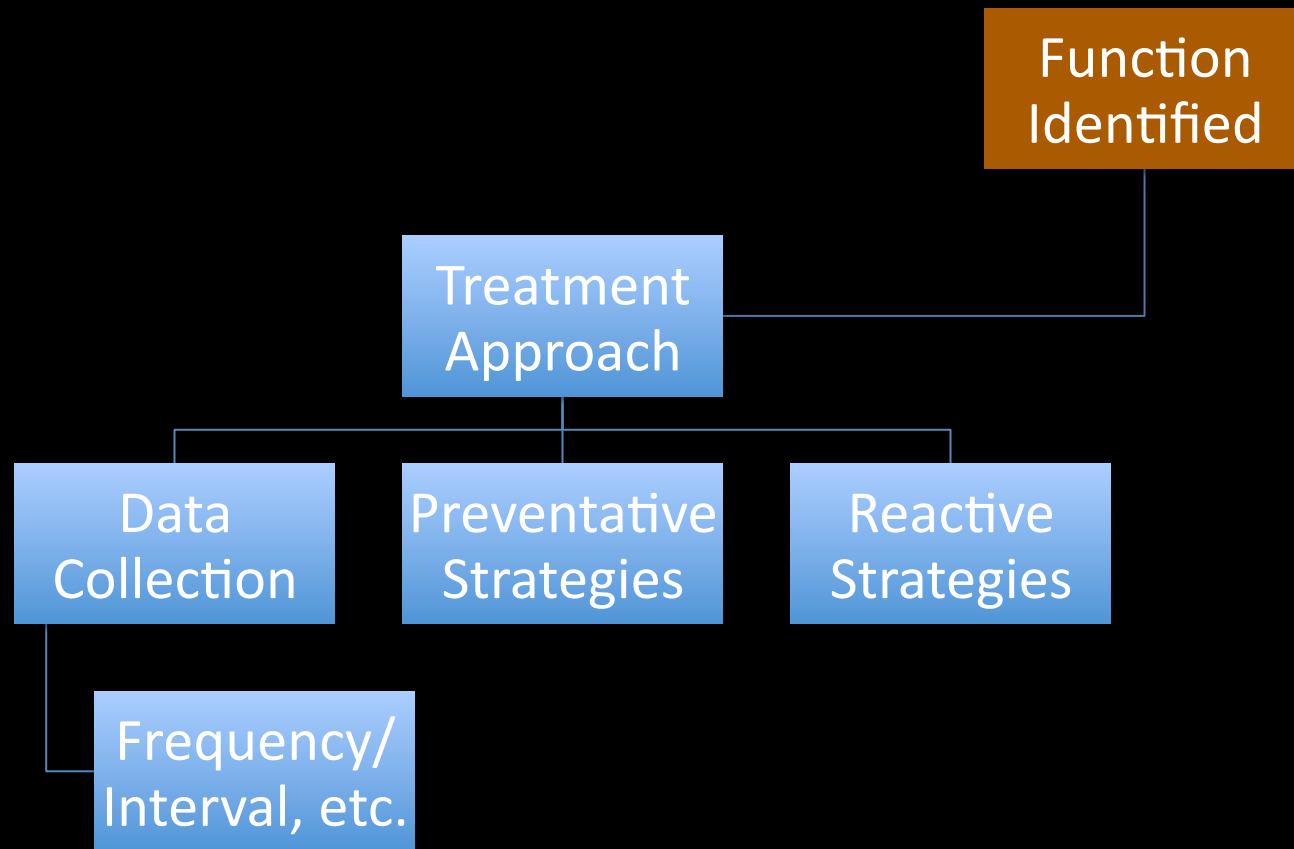 Function
Identified
Treatment
Approach
Data
Collection
Preventative
Strategies
Reactive
Strategies
Frequency/
Interval, etc.